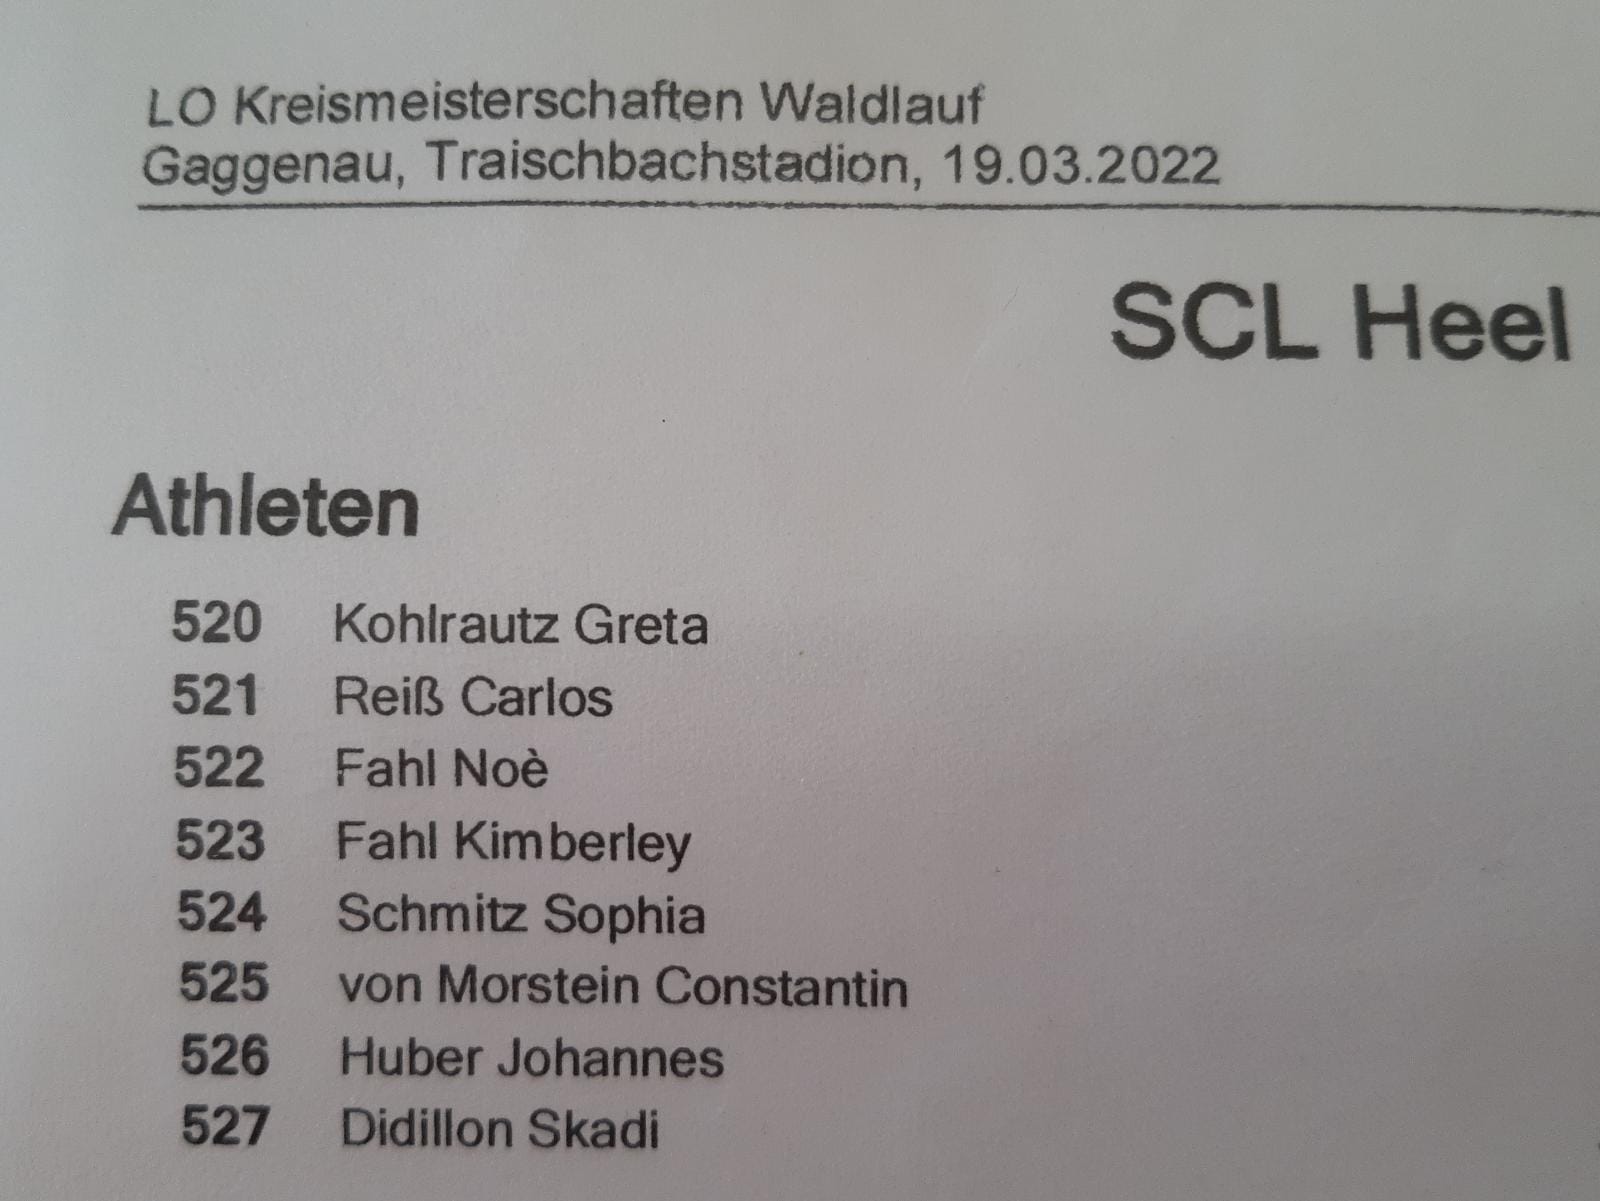 LO Kreismeisterschaften Waldlauf
Gaggenau, Traischbachstadion, 19.03.2022
SCL Heel
Athleten
520 Kohlrautz Greta
521 Reiß Carlos
522 Fahl Noè
523 Fahl Kimberley
524 Schmitz Sophia
525 von Morstein Constantin
526 Huber Johannes
527 Didillon Skadi